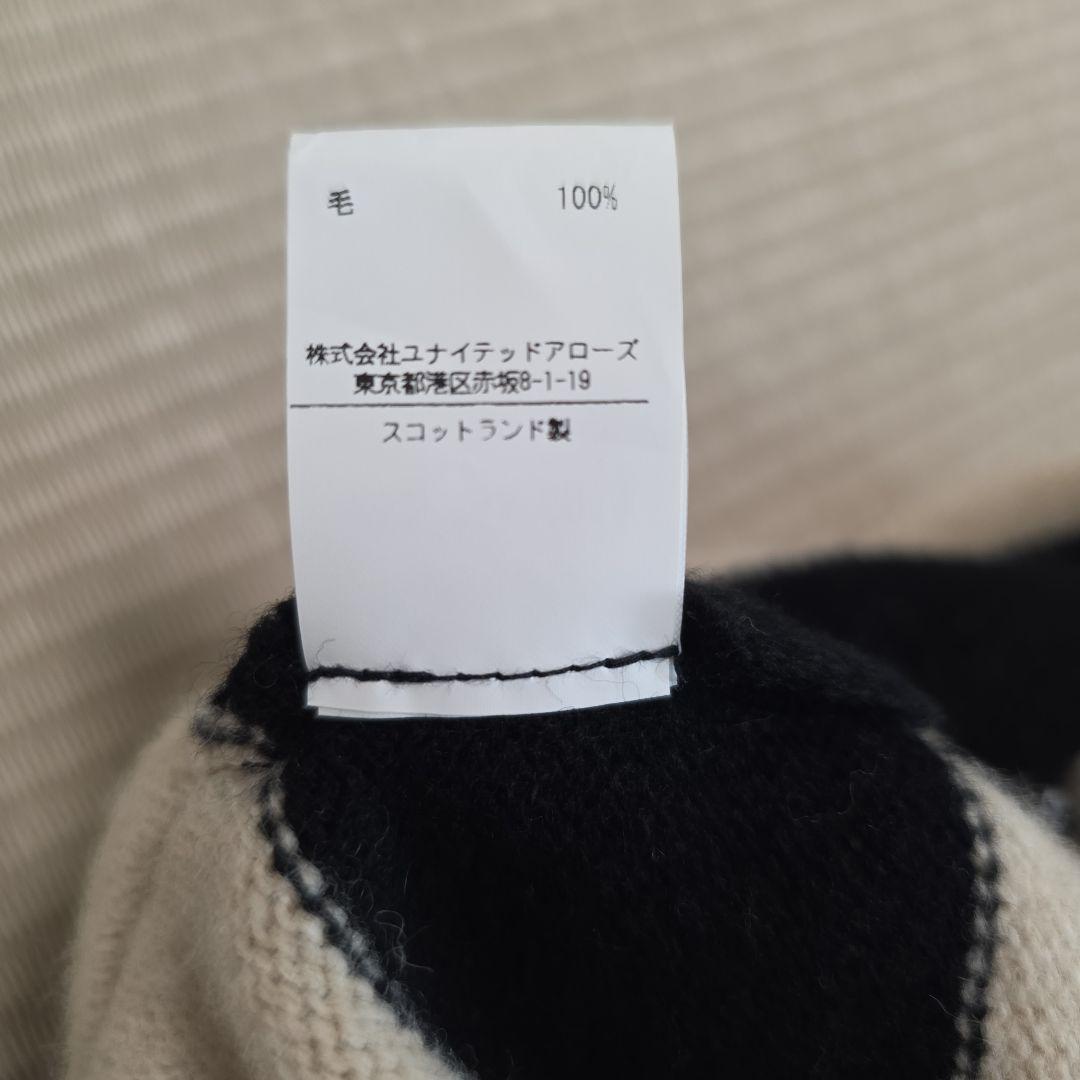 毛 100%
株式会社ユナイテッドアローズ
東京都港区赤坂8-1-19
スコットランド製